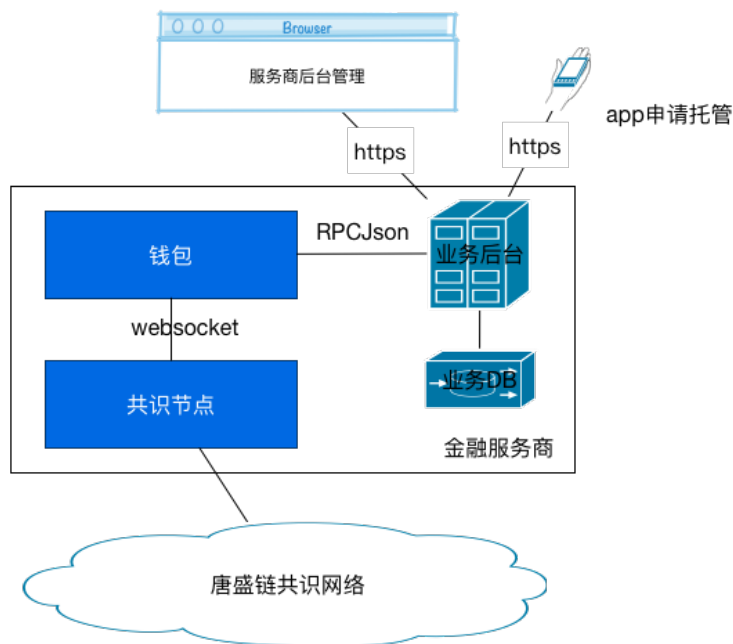 Browser
服务商后台管理
app申请托管
https
https
RPCJson
钱包
业务后台
websocket
共识节点
业务DB
金融服务商
唐盛链共识网络